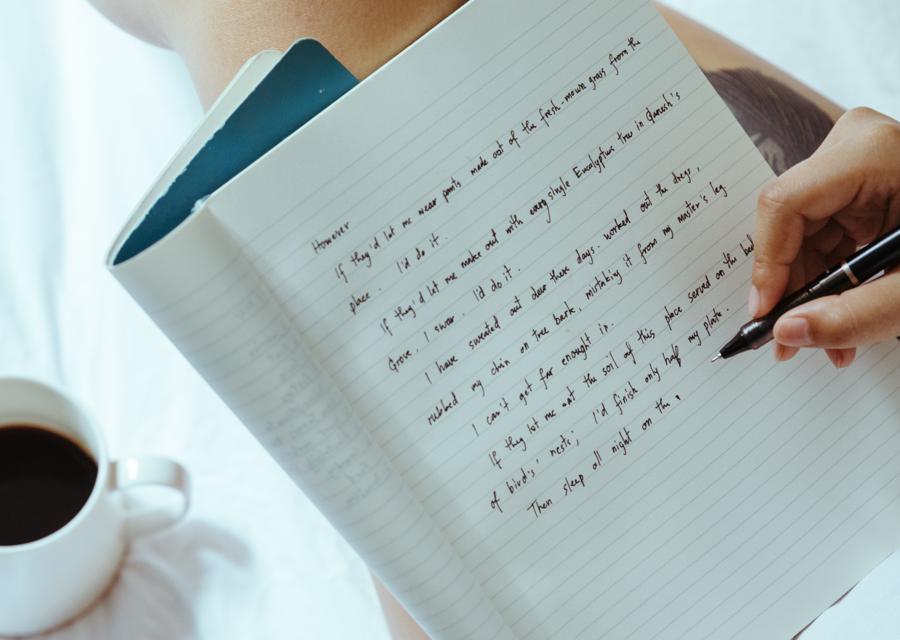 However
If they'd let me wear pants made out of the fresh-mown grass from the
place. I'd do it.
If they'd let me make out with every single Eucalyptus tree in Ganesh's
Grove. I swear. I'd do it.
I have sweated out dew these days. worked out the dregs,
rubbed my chin on tree bark, mistaking it from my master's leg.
I can't get far enough in.
If they let me eat the soil of this place served on the bed
of bird's' nests; I'd finish only half my plate.
Then sleep all night on the